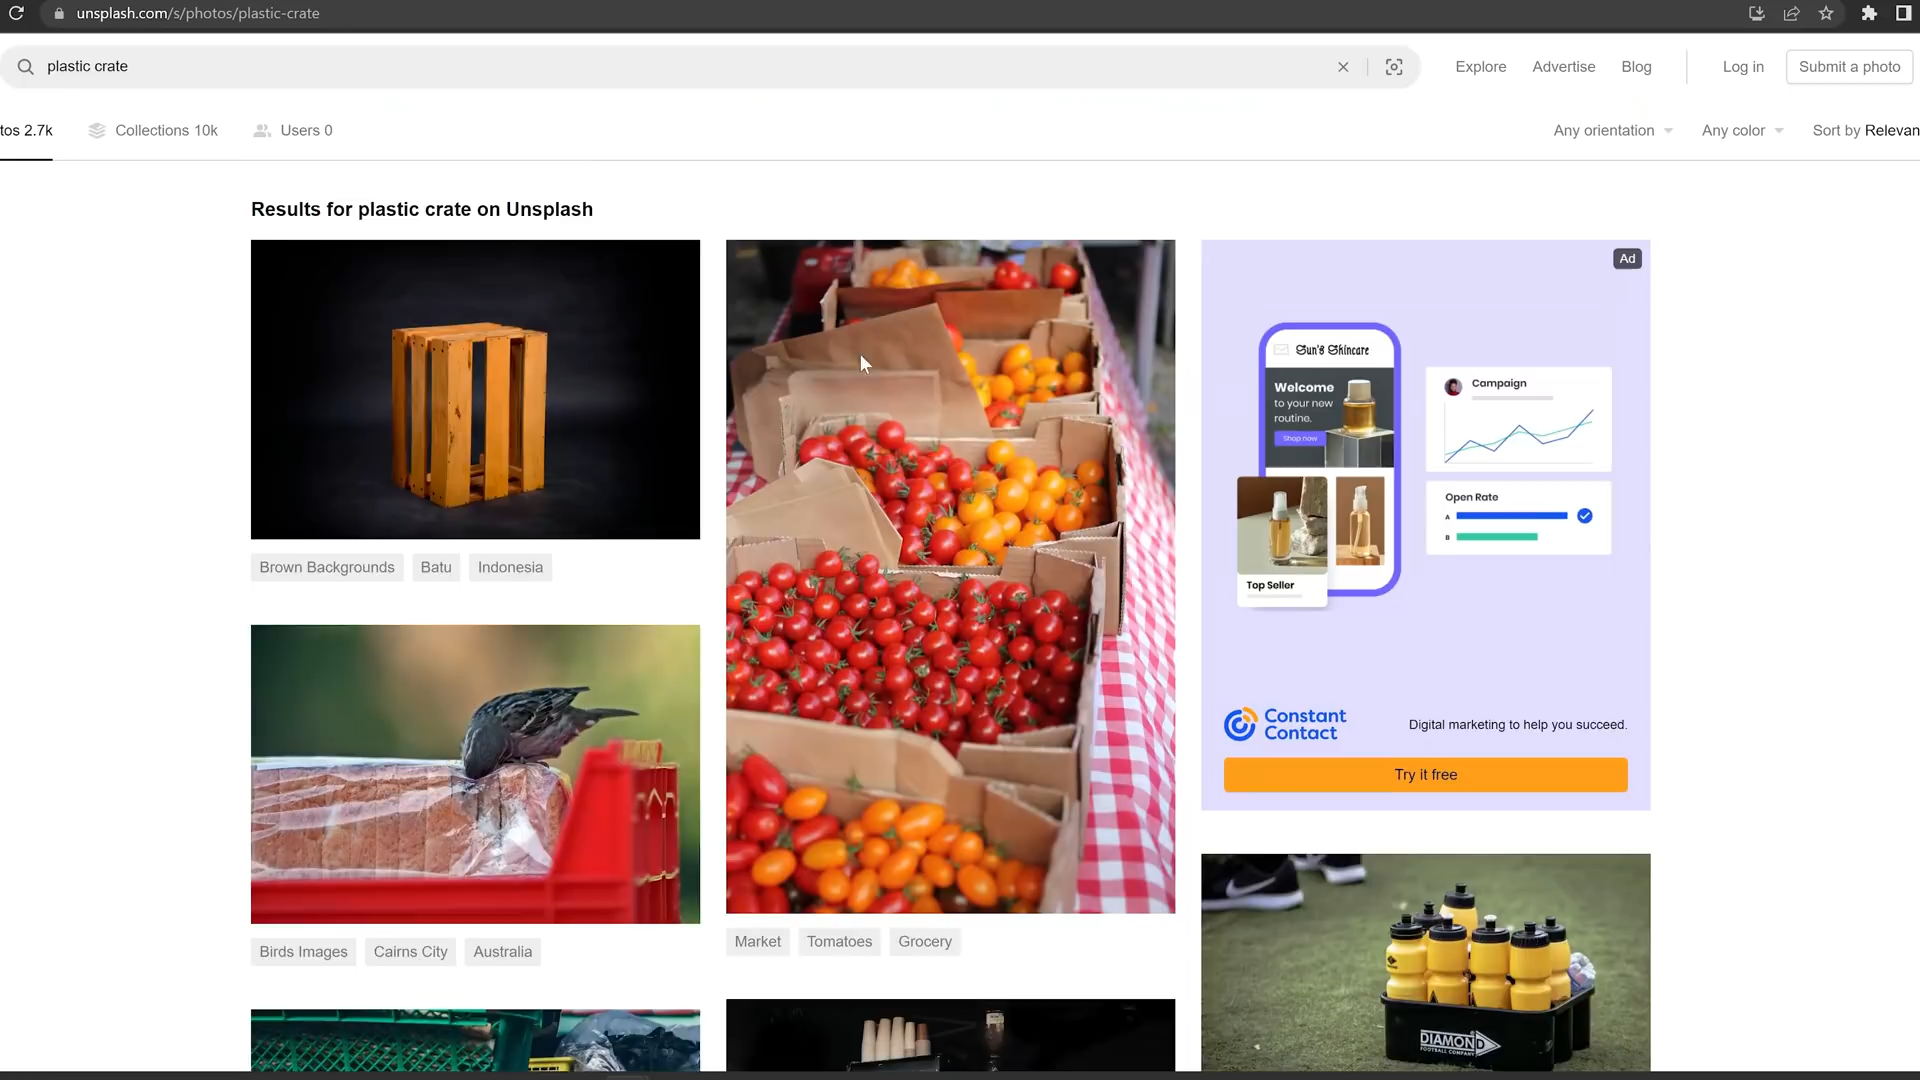 unsplash.com/s/photos/plastic-crate
plastic crate
Explore
Advertise
Blog
Log in
Submit a photo
tos 2.7k
Collections 10k
Users 0
Any orientation
Any color
Sort by Relevan
Results for plastic crate on Unsplash
Ad
Sun's Skincare
Welcome
to your new
routine.
Shop now
Campaign
Open Rate
A
B
Top Seller
Constant
Contact
Digital marketing to help you succeed.
Try it free
Brown Backgrounds
Batu
Indonesia
Birds Images
Cairns City
Australia
Market
Tomatoes
Grocery
DIAMOND
FOOTBALL COMPANY